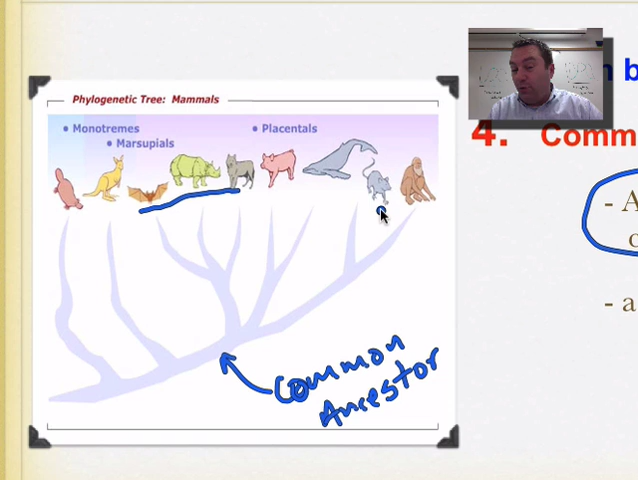 n b
Phylogenetic Tree: Mammals
• Monotremes
• Placentals
• Marsupials
4. Comm
- A
o
- a
Common
Ancestor